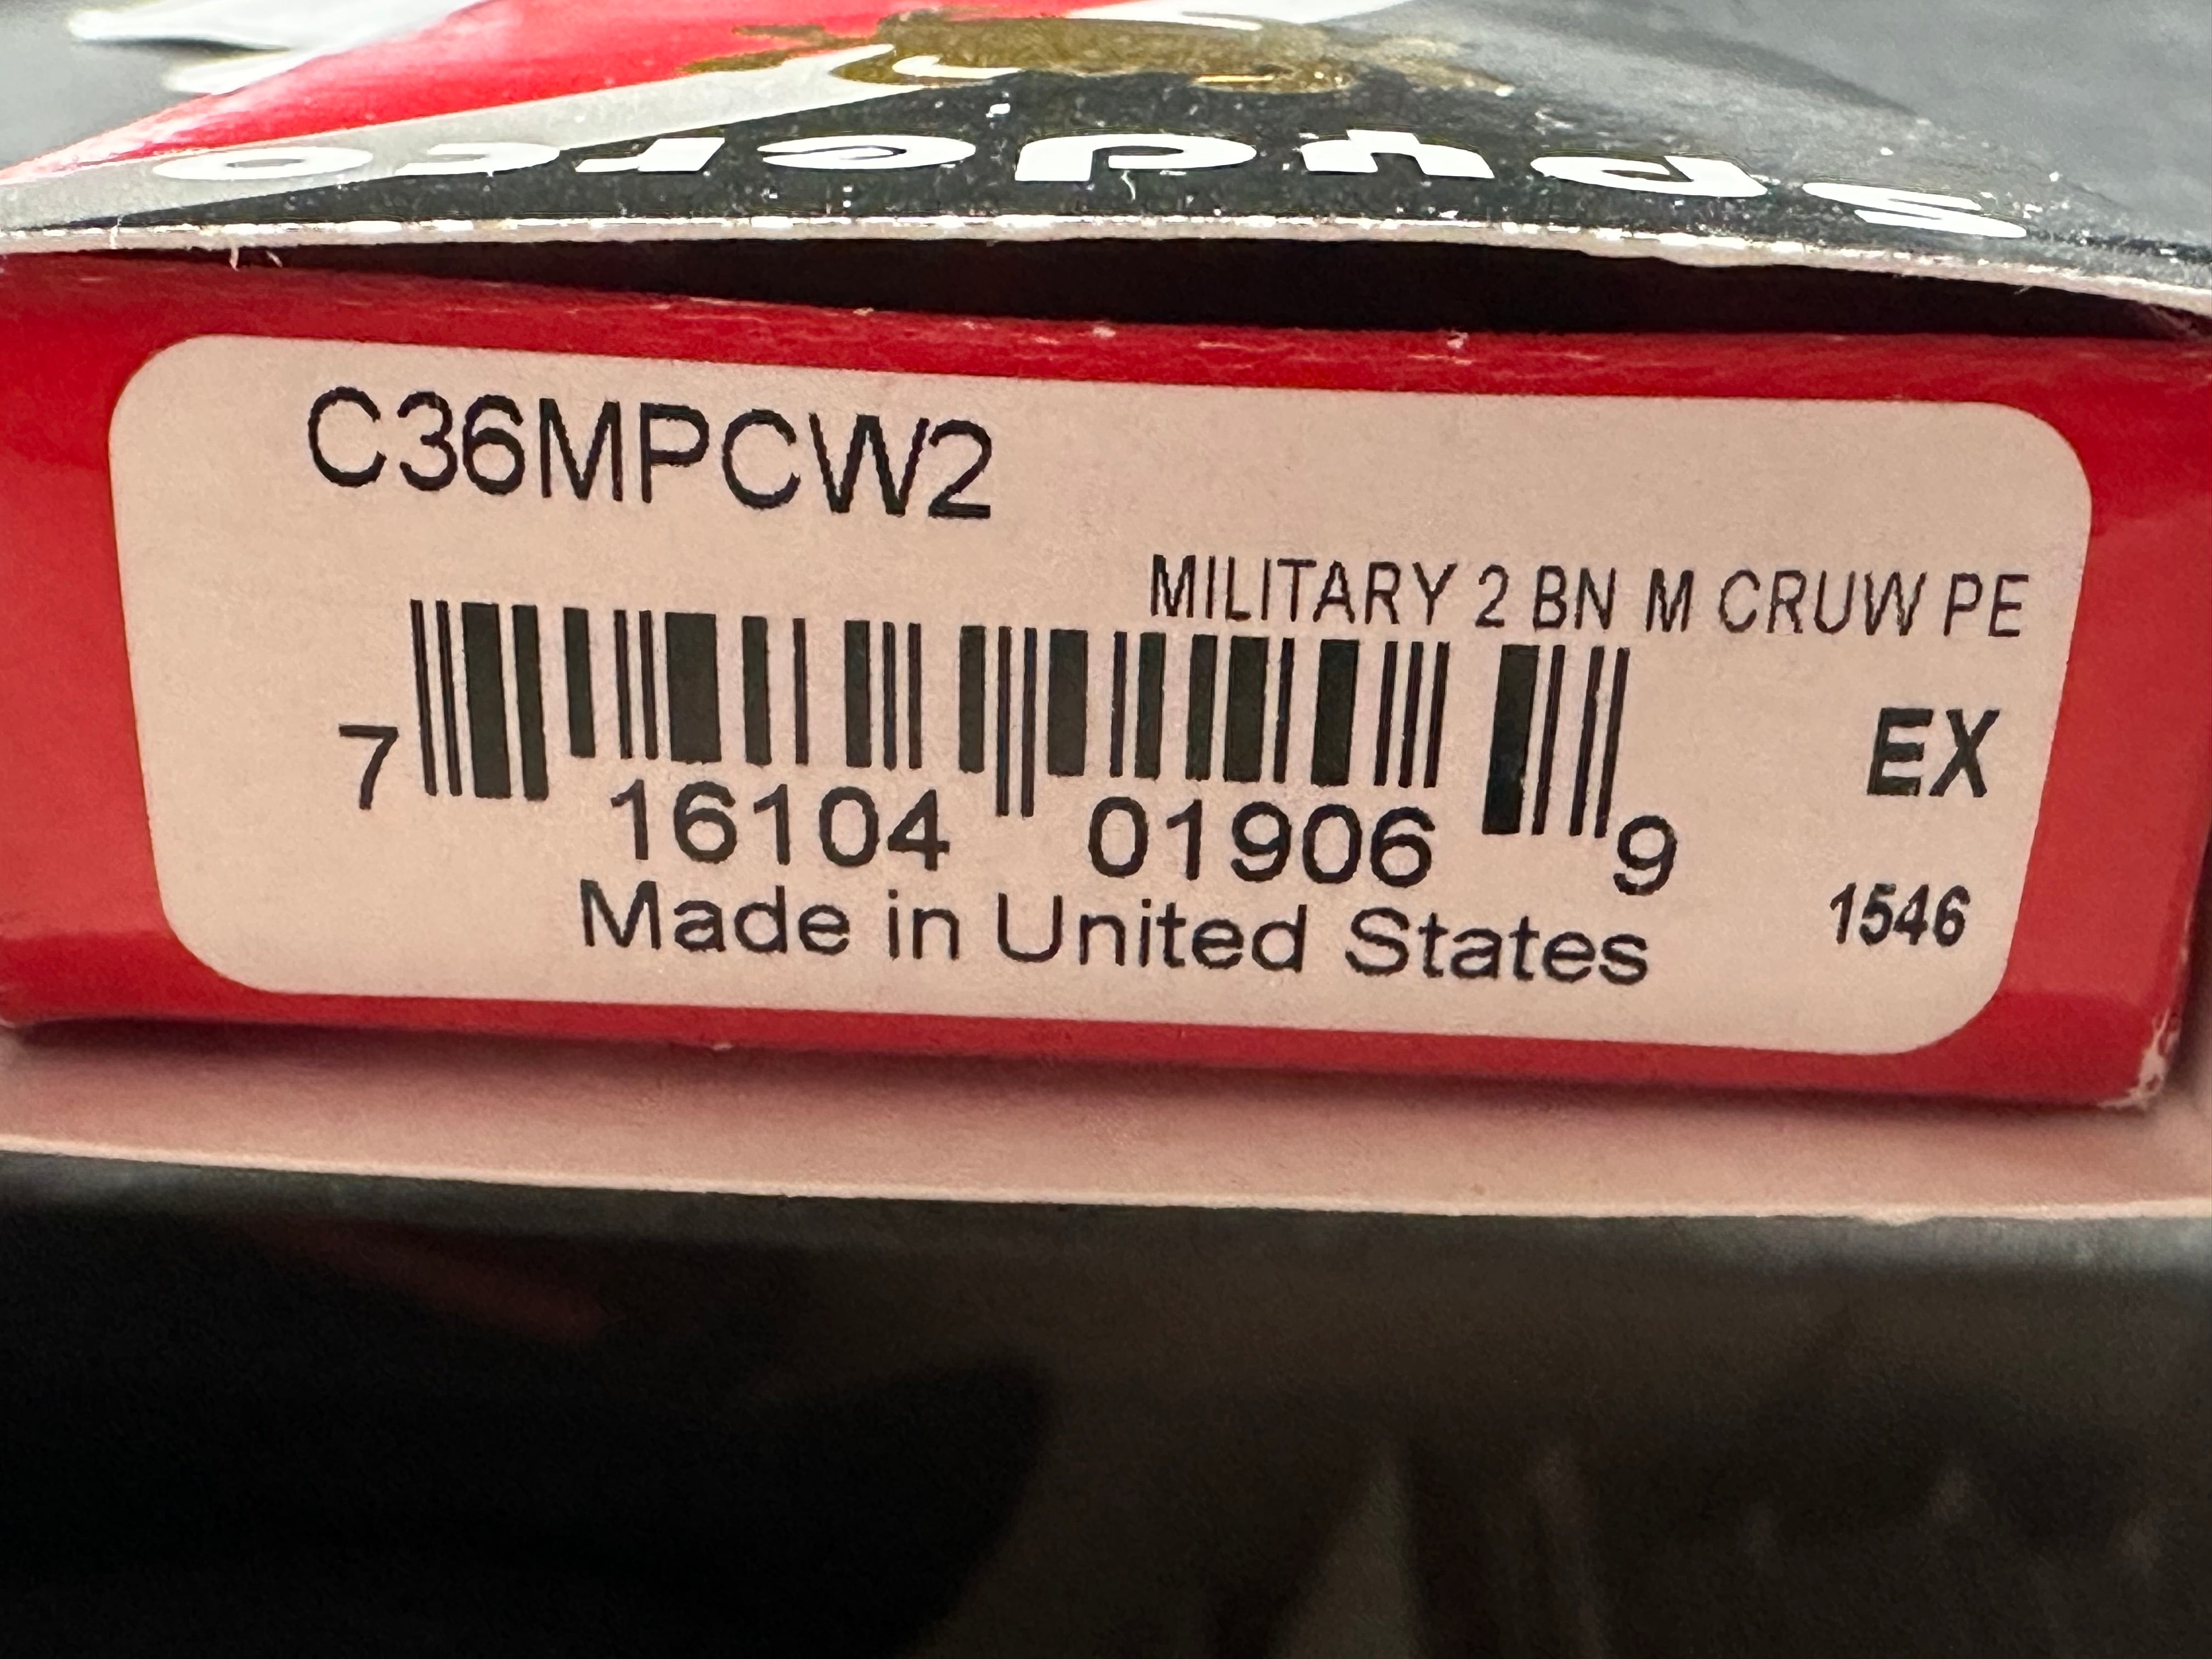 spyderco
C36MPCW2
MILITARY 2 BN M CRUW PE
7 16104 01906 9
EX
Made in United States
1546